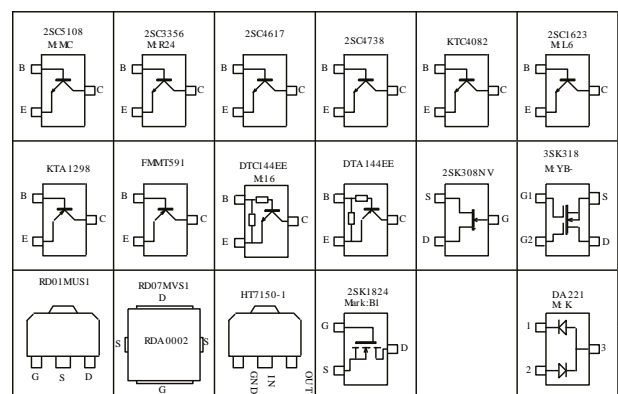 2SC5108
M:MC
B
C
E
2SC3356
M:R24
B
C
E
2SC4617
B
C
E
2SC4738
B
C
E
KTC4082
B
C
E
2SC1623
M:L6
B
C
E
KTA1298
B
C
E
FMMT591
B
C
E
DTC144EE
M:16
B
C
E
DTA144EE
B
C
E
2SK308NV
S
G
D
3SK318
M:YB-
G1
S
G2
D
RD01MUS1
G S D
RD07MVS1
D
S
RDA0002
S
G
HT7150-1
GND
IN
OUT
2SK1824
Mark:B1
G
D
S
DA221
M: K
1
3
2